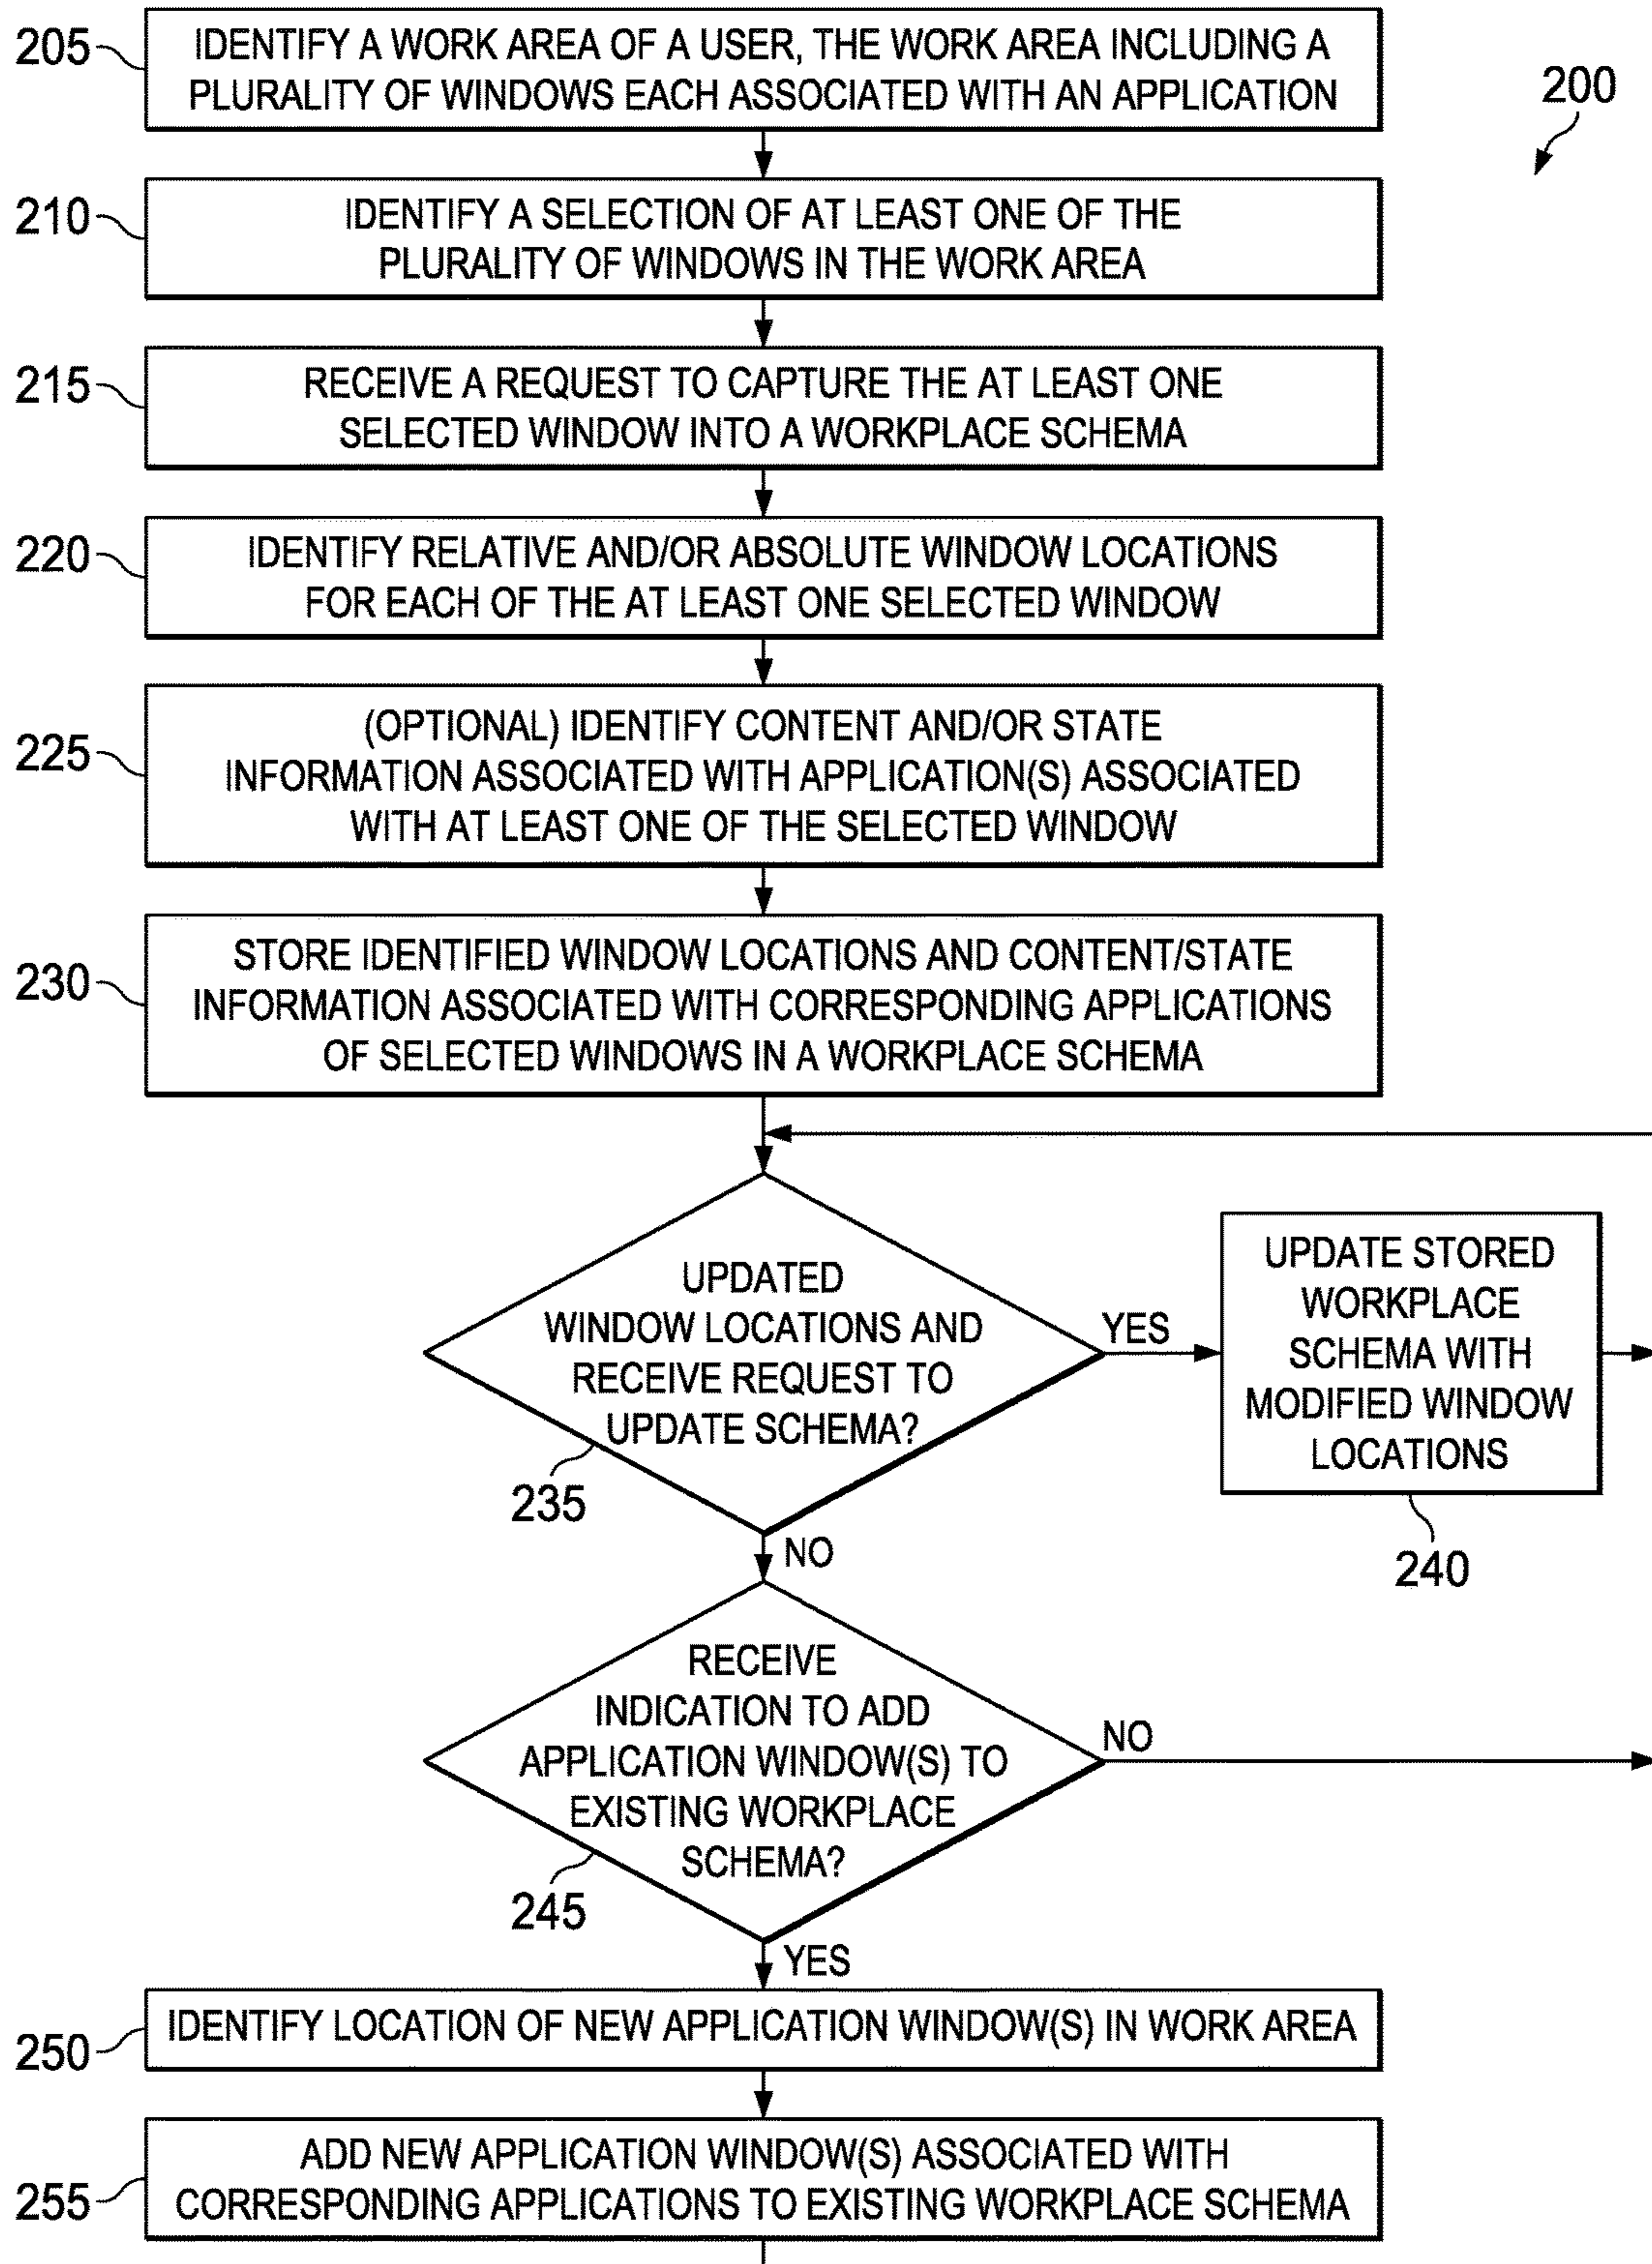 205
IDENTIFY A WORK AREA OF A USER, THE WORK AREA INCLUDING A
PLURALITY OF WINDOWS EACH ASSOCIATED WITH AN APPLICATION
200
210
IDENTIFY A SELECTION OF AT LEAST ONE OF THE
PLURALITY OF WINDOWS IN THE WORK AREA
215
RECEIVE A REQUEST TO CAPTURE THE AT LEAST ONE
SELECTED WINDOW INTO A WORKPLACE SCHEMA
220
IDENTIFY RELATIVE AND/OR ABSOLUTE WINDOW LOCATIONS
FOR EACH OF THE AT LEAST ONE SELECTED WINDOW
225
(OPTIONAL) IDENTIFY CONTENT AND/OR STATE
INFORMATION ASSOCIATED WITH APPLICATION(S) ASSOCIATED
WITH AT LEAST ONE OF THE SELECTED WINDOW
230
STORE IDENTIFIED WINDOW LOCATIONS AND CONTENT/STATE
INFORMATION ASSOCIATED WITH CORRESPONDING APPLICATIONS
OF SELECTED WINDOWS IN A WORKPLACE SCHEMA
UPDATED
WINDOW LOCATIONS AND
RECEIVE REQUEST TO
UPDATE SCHEMA?
235
YES
UPDATE STORED
WORKPLACE
SCHEMA WITH
MODIFIED WINDOW
LOCATIONS
240
NO
RECEIVE
INDICATION TO ADD
APPLICATION WINDOW(S) TO
EXISTING WORKPLACE
SCHEMA?
245
NO
YES
250
IDENTIFY LOCATION OF NEW APPLICATION WINDOW(S) IN WORK AREA
255
ADD NEW APPLICATION WINDOW(S) ASSOCIATED WITH
CORRESPONDING APPLICATIONS TO EXISTING WORKPLACE SCHEMA